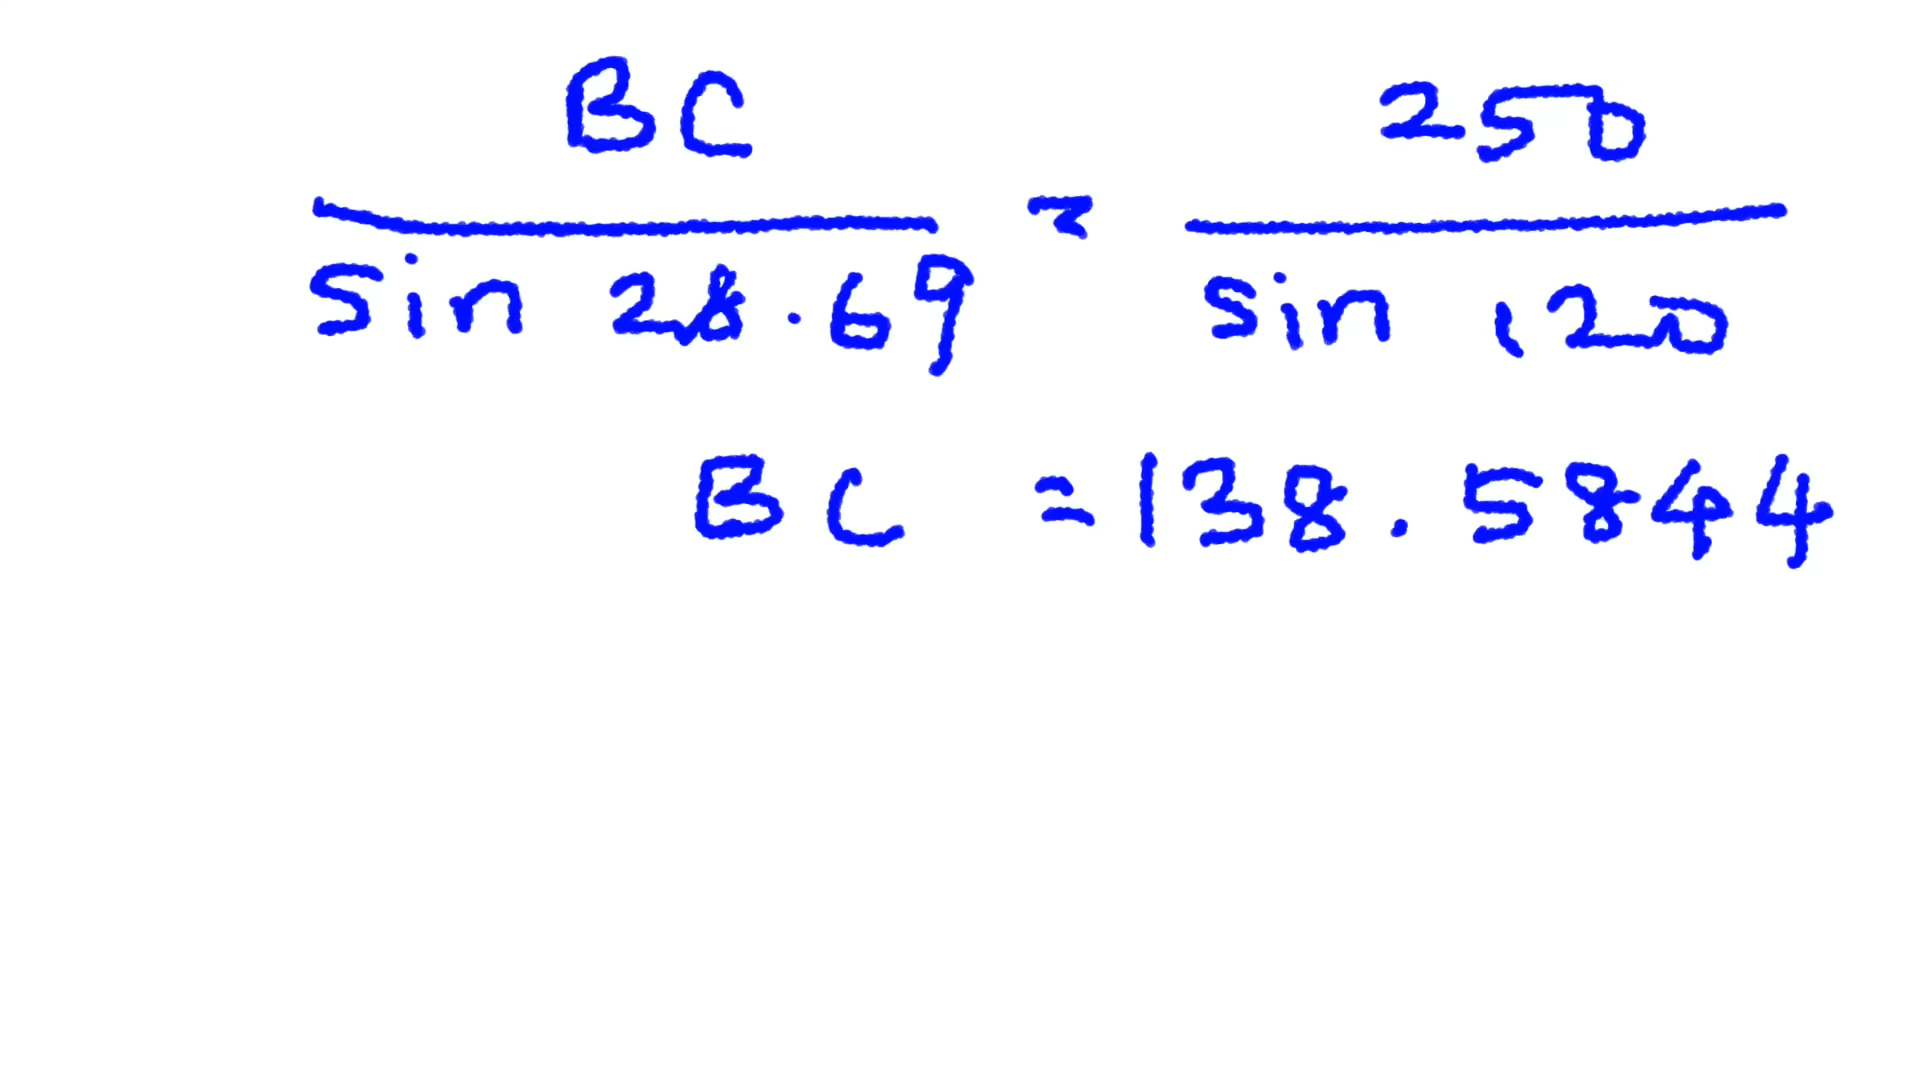 BC / sin 28.69 = 250 / sin 120
BC = 138.5844